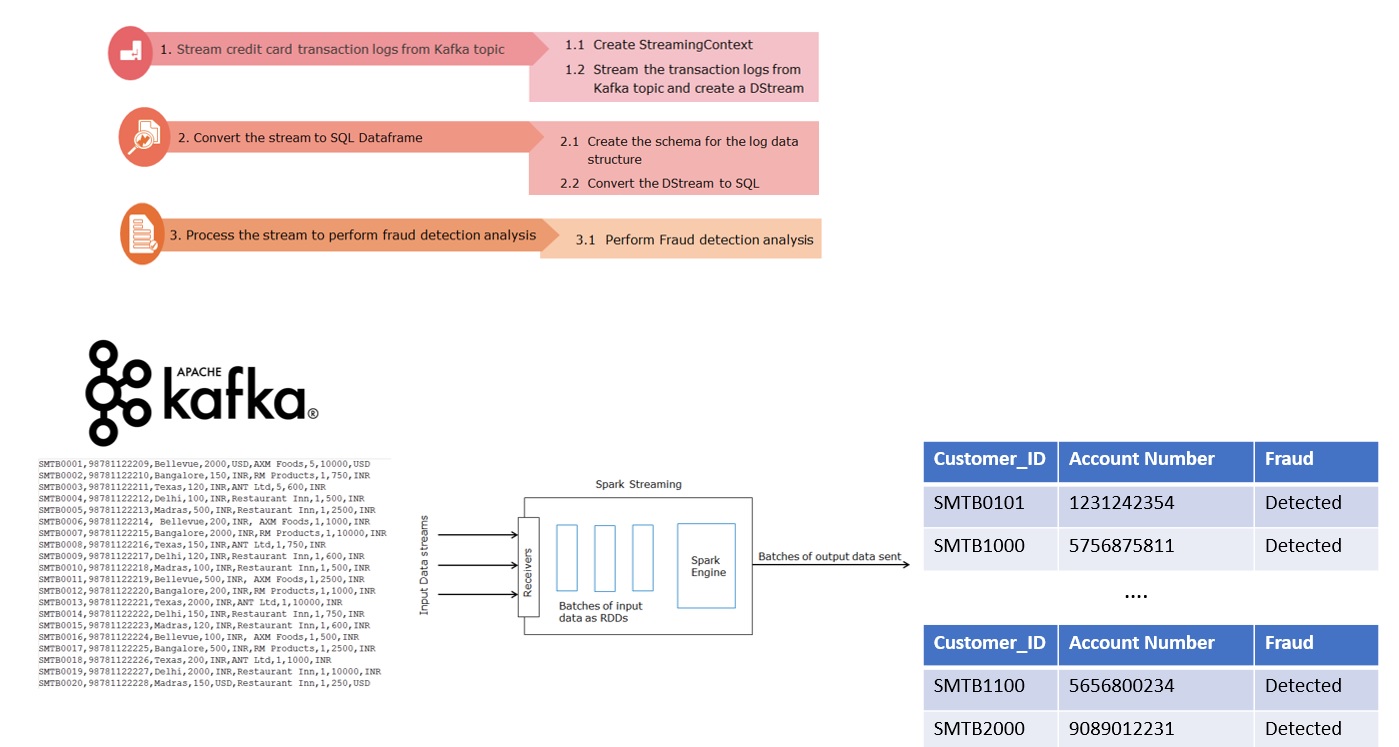 1. Stream credit card transaction logs from Kafka topic
1.1 Create StreamingContext
1.2 Stream the transaction logs from
Kafka topic and create a DStream
2. Convert the stream to SQL Dataframe
2.1 Create the schema for the log data
structure
2.2 Convert the DStream to SQL
3. Process the stream to perform fraud detection analysis
3.1 Perform Fraud detection analysis
APACHE
kafka®
SMTB0001,98781122209,Bellevue,2000,USD,AXM Foods,5,10000,USD
SMTB0002,98781122210,Bangalore,150,INR,RM Products,1,750,INR
SMTB0003,98781122211,Texas,120,INR,ANT Ltd,5,600,INR
SMTB0004,98781122212,Delhi,100,INR,Restaurant Inn,1,500,INR
SMTB0005,98781122213,Madras,500,INR,Restaurant Inn,1,2500,INR
SMTB0006,98781122214, Bellevue,200,INR, AXM Foods,1,1000,INR
SMTB0007,98781122215,Bangalore,2000,INR,RM Products,1,10000,INR
SMTB0008,98781122216,Texas,150,INR,ANT Ltd,1,750,INR
SMTB0009,98781122217,Delhi,120,INR,Restaurant Inn,1,600,INR
SMTB0010,98781122218,Madras,100,INR,Restaurant Inn,1,500,INR
SMTB0011,98781122219,Bellevue,500,INR, AXM Foods,1,2500,INR
SMTB0012,98781122220,Bangalore,200,INR,RM Products,1,1000,INR
SMTB0013,98781122221,Texas,2000,INR,ANT Ltd,1,10000,INR
SMTB0014,98781122222,Delhi,150,INR,Restaurant Inn,1,750,INR
SMTB0015,98781122223,Madras,120,INR,Restaurant Inn,1,600,INR
SMTB0016,98781122224,Bellevue,100,INR, AXM Foods,1,500,INR
SMTB0017,98781122225,Bangalore,500,INR,RM Products,1,2500,INR
SMTB0018,98781122226,Texas,200,INR,ANT Ltd,1,1000,INR
SMTB0019,98781122227,Delhi,2000,INR,Restaurant Inn,1,10000,INR
SMTB0020,98781122228,Madras,150,USD,Restaurant Inn,1,250,USD
Input Data streams
Spark Streaming
Receivers
Batches of input
data as RDDs
Spark
Engine
Batches of output data sent
Customer_ID Account Number Fraud
SMTB0101 1231242354 Detected
SMTB1000 5756875811 Detected
....
Customer_ID Account Number Fraud
SMTB1100 5656800234 Detected
SMTB2000 9089012231 Detected